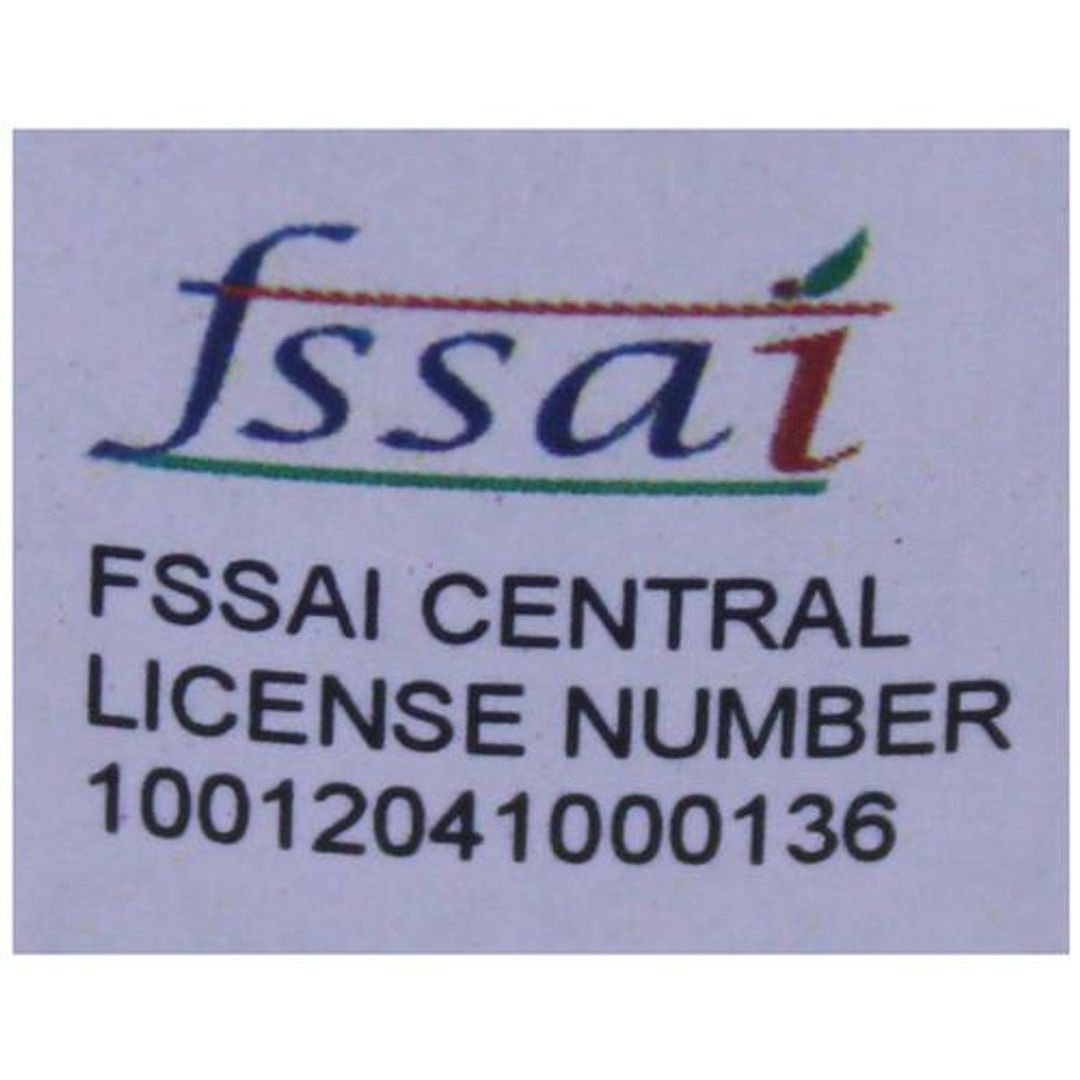 fssai
FSSAI CENTRAL
LICENSE NUMBER
10012041000136